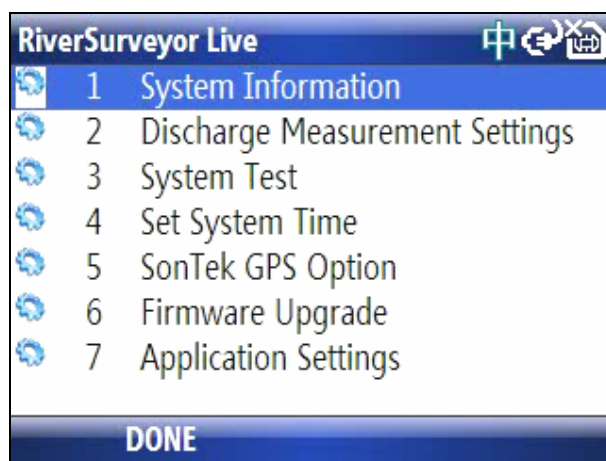 RiverSurveyor Live 中
1 System Information
2 Discharge Measurement Settings
3 System Test
4 Set System Time
5 SonTek GPS Option
6 Firmware Upgrade
7 Application Settings
DONE